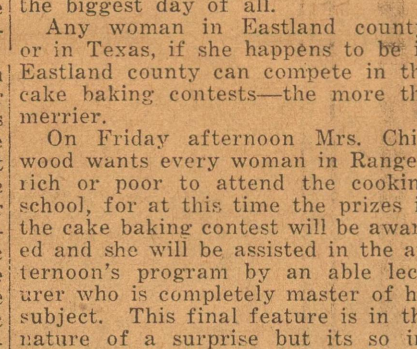 the biggest day of all.
Any woman in Eastland count
or in Texas, if she happens to be
Eastland county can compete in th
cake baking contests—the more th
merrier.
On Friday afternoon Mrs. Chi
wood wants every woman in Range
rich or poor to attend the cookin
school, for at this time the prizes i
the cake baking contest will be awar
ed and she will be assisted in the a
ternoon's program by an able lec
urer who is completely master of h
subject. This final feature is in th
nature of a surprise but its so i